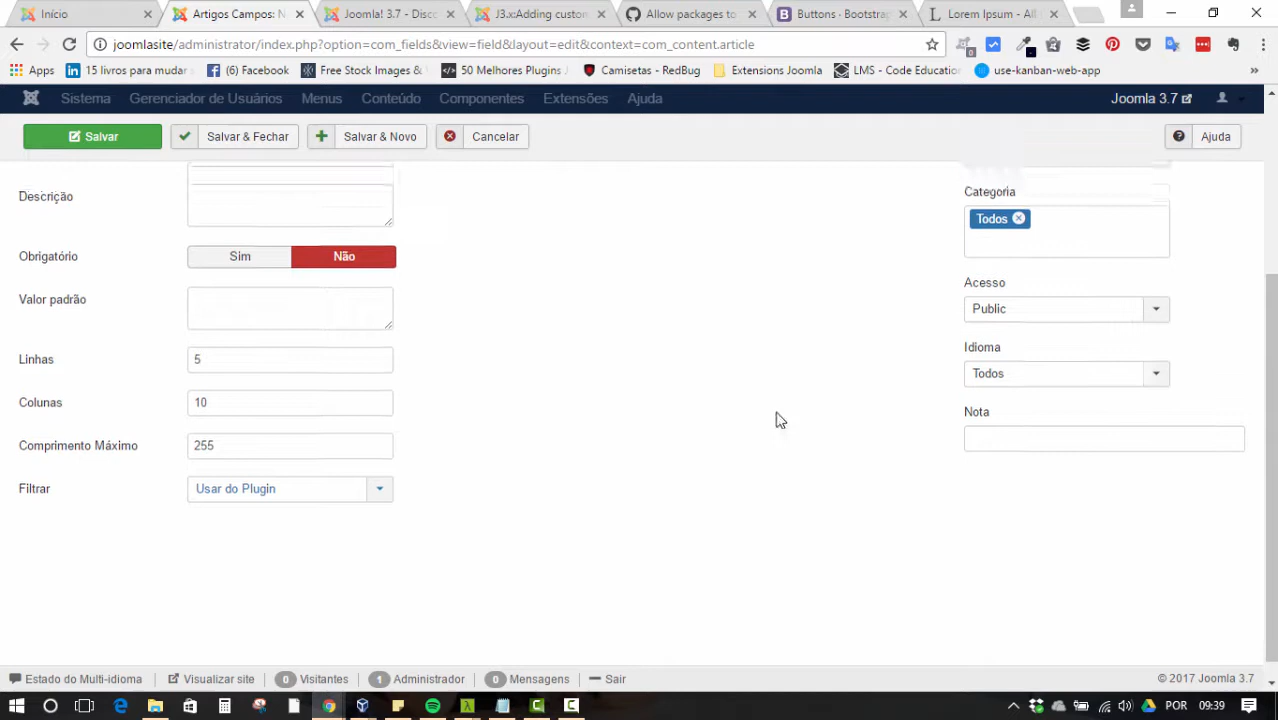 Início
Artigos Campos: N
Joomla! 3.7 - Disco
J3.x:Adding custom
Allow packages to
Buttons · Bootstrap
Lorem Ipsum - All
joomlasite/administrator/index.php?option=com_fields&view=field&layout=edit&context=com_content.article
Apps
15 livros para mudar
(6) Facebook
Free Stock Images &
50 Melhores Plugins
Camisetas - RedBug
Extensions Joomla
LMS - Code Education
use-kanban-web-app
Sistema Gerenciador de Usuários Menus Conteúdo Componentes Extensões Ajuda
Joomla 3.7
Salvar
Salvar & Fechar
Salvar & Novo
Cancelar
Ajuda
Descrição
Categoria
Todos
Obrigatório
Sim
Não
Acesso
Public
Valor padrão
Idioma
Todos
Linhas
5
Colunas
10
Nota
Comprimento Máximo
255
Filtrar
Usar do Plugin
Estado do Multi-idioma
Visualizar site
0 Visitantes
1 Administrador
0 Mensagens
Sair
© 2017 Joomla 3.7
POR
09:39